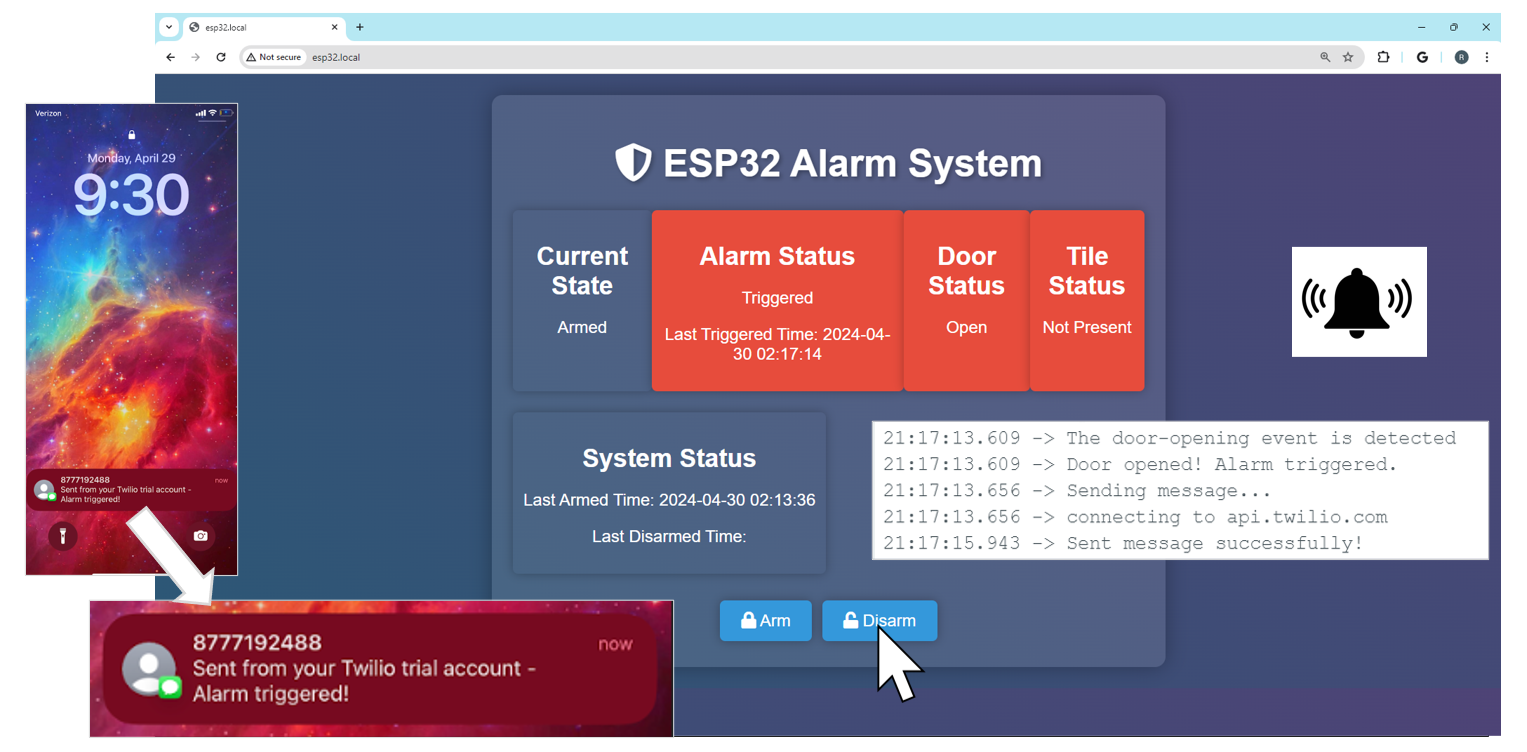 esp32.local
Not secure esp32.local
R
Verizon
Monday, April 29
9:30
8777192488 now
Sent from your Twilio trial account -
Alarm triggered!
ESP32 Alarm System
Current
State
Armed
Alarm Status
Triggered
Last Triggered Time: 2024-04-
30 02:17:14
Door
Status
Open
Tile
Status
Not Present
System Status
Last Armed Time: 2024-04-30 02:13:36
Last Disarmed Time:
21:17:13.609 -> The door-opening event is detected
21:17:13.609 -> Door opened! Alarm triggered.
21:17:13.656 -> Sending message...
21:17:13.656 -> connecting to api.twilio.com
21:17:15.943 -> Sent message successfully!
Arm
Disarm
8777192488 now
Sent from your Twilio trial account -
Alarm triggered!